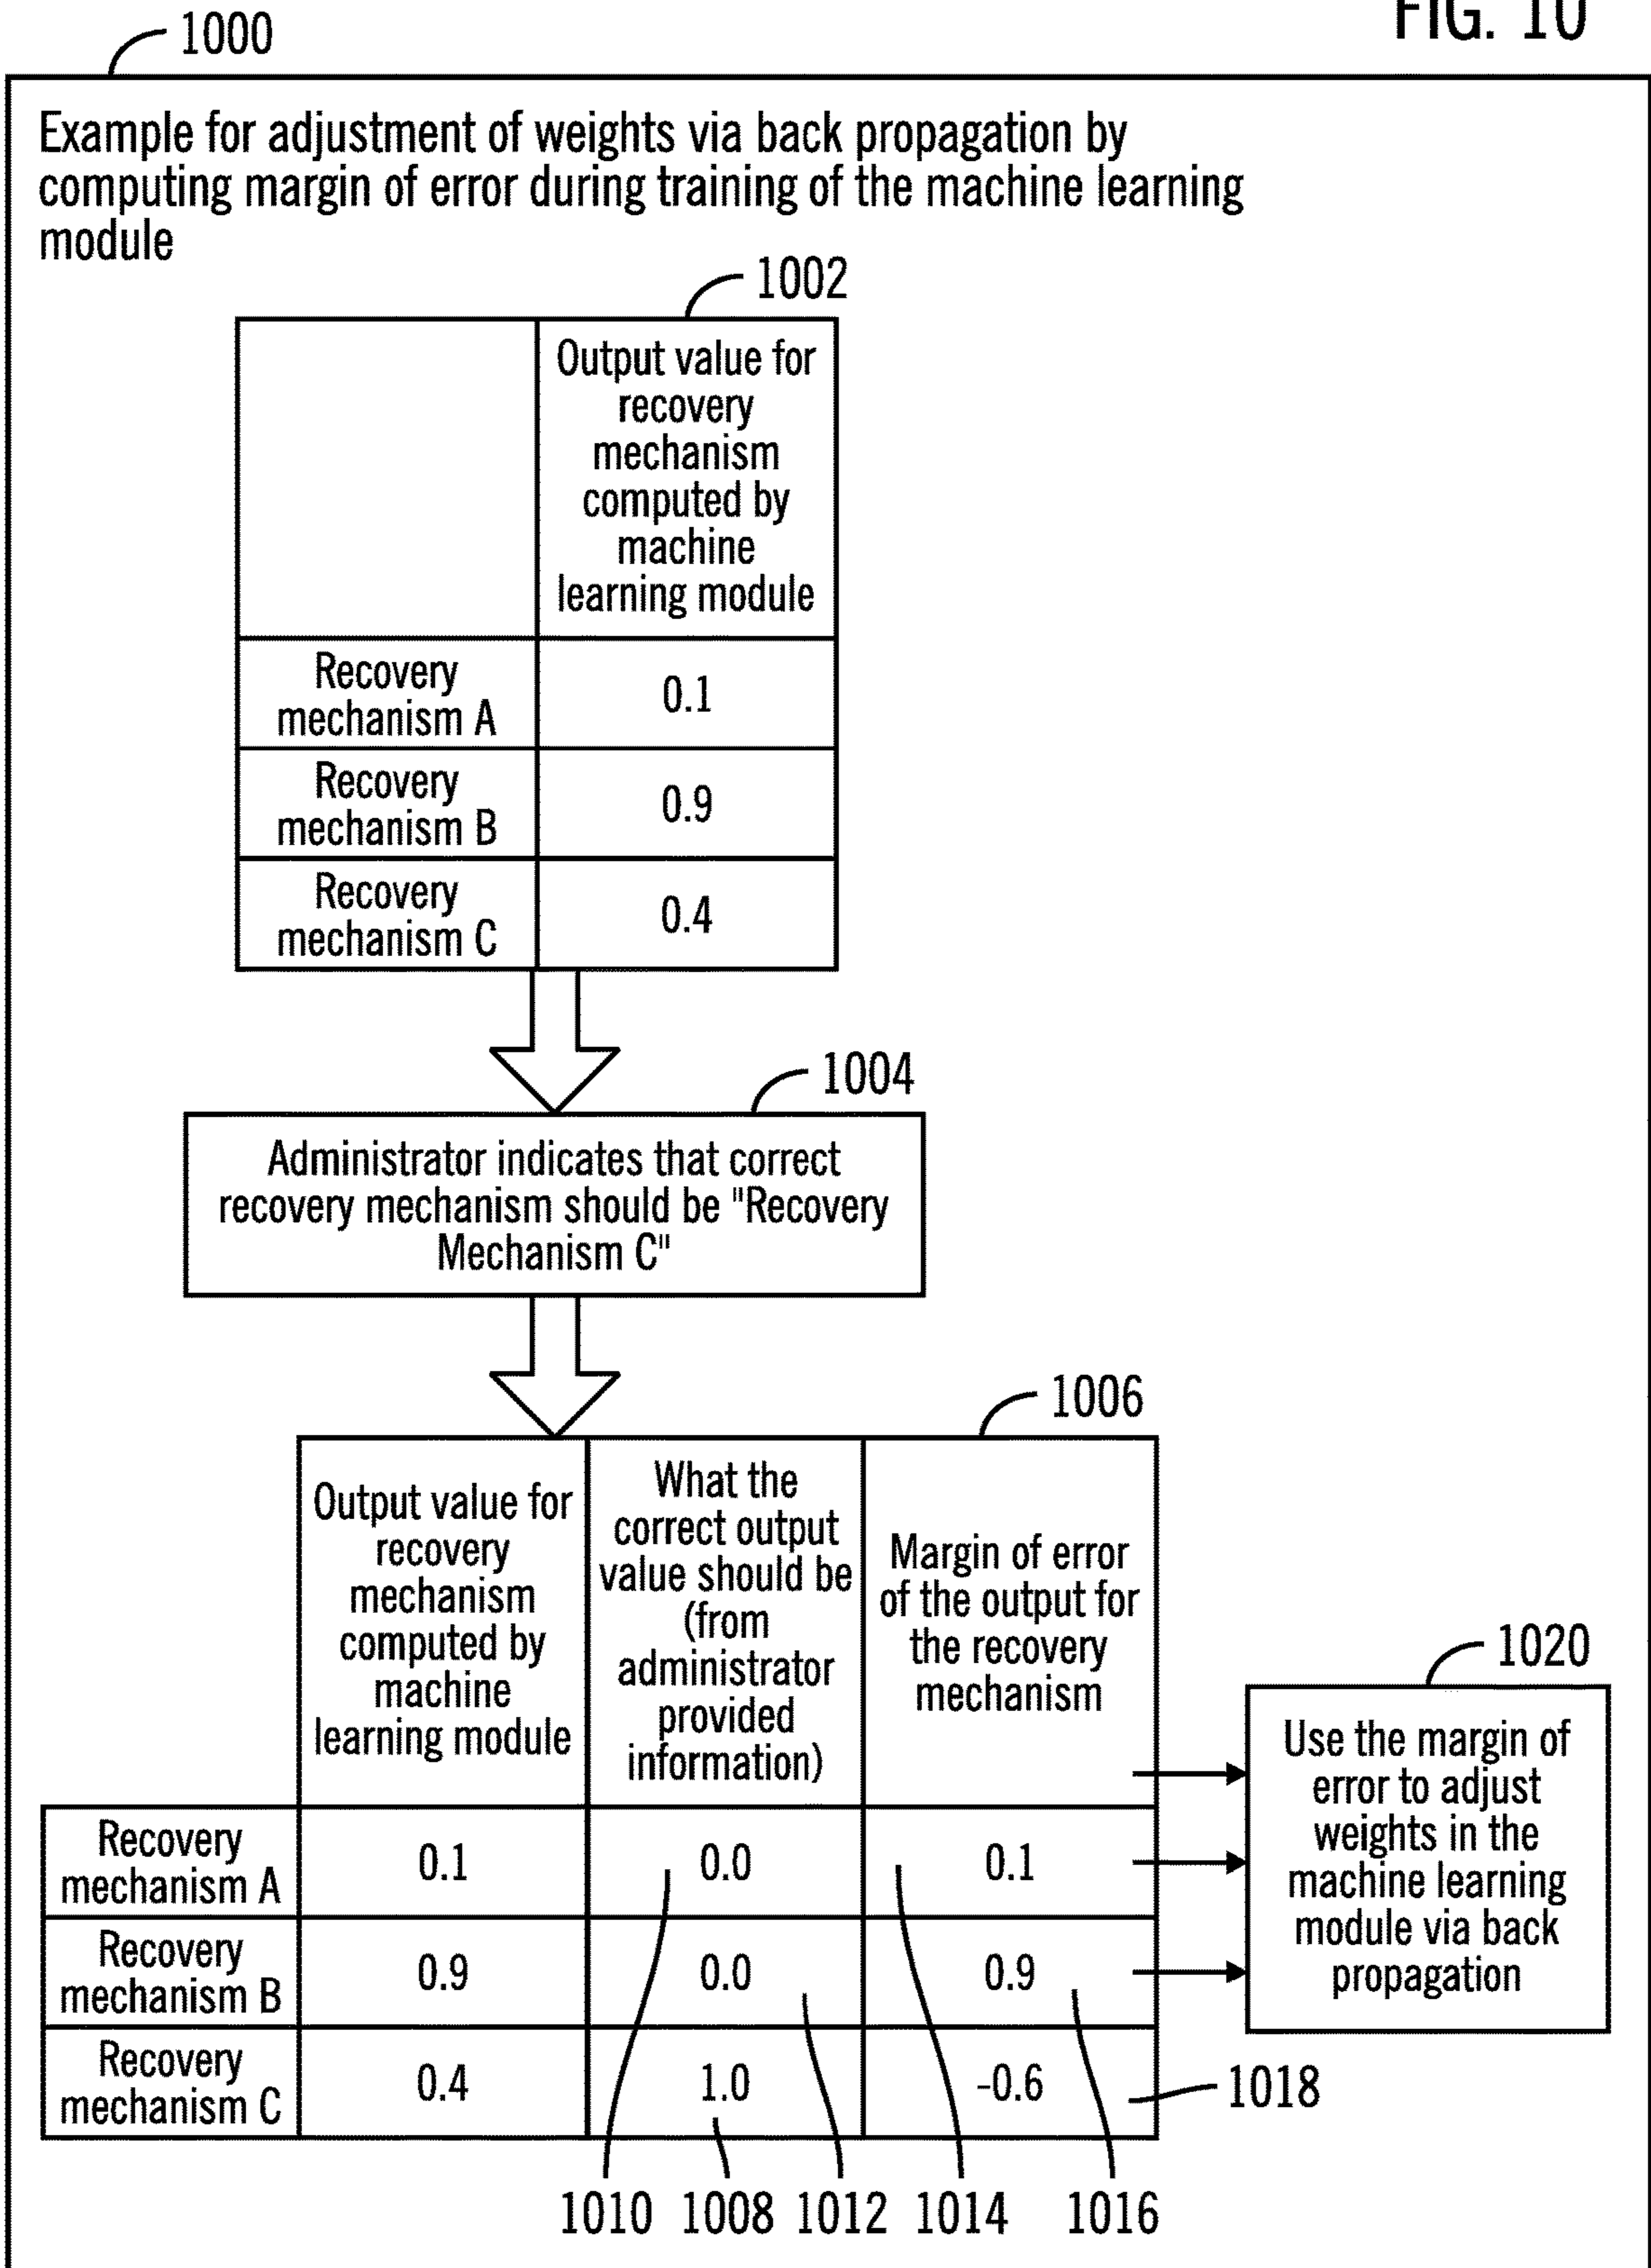 FIG. 10
1000
Example for adjustment of weights via back propagation by
computing margin of error during training of the machine learning
module
1002
Output value for
recovery
mechanism
computed by
machine
learning module
Recovery
mechanism A
0.1
Recovery
mechanism B
0.9
Recovery
mechanism C
0.4
1004
Administrator indicates that correct
recovery mechanism should be "Recovery
Mechanism C"
1006
Output value for
recovery
mechanism
computed by
machine
learning module
What the
correct output
value should be
(from
administrator
provided
information)
Margin of error
of the output for
the recovery
mechanism
1020
Use the margin of
error to adjust
weights in the
machine learning
module via back
propagation
Recovery
mechanism A
0.1
0.0
0.1
Recovery
mechanism B
0.9
0.0
0.9
Recovery
mechanism C
0.4
1.0
-0.6
1018
1010
1008
1012
1014
1016